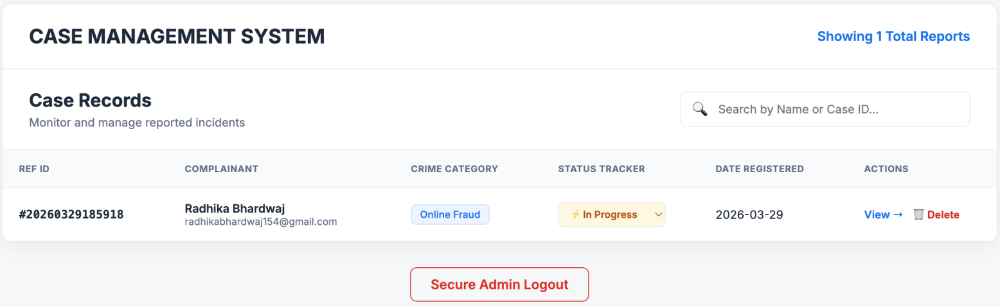 CASE MANAGEMENT SYSTEM
Showing 1 Total Reports
Case Records
Monitor and manage reported incidents
Search by Name or Case ID...
REF ID COMPLAINANT CRIME CATEGORY STATUS TRACKER DATE REGISTERED ACTIONS
#20260329185918 Radhika Bhardwaj Online Fraud ⚡ In Progress 2026-03-29 View → 🗑️ Delete
radhikabhardwaj154@gmail.com
Secure Admin Logout